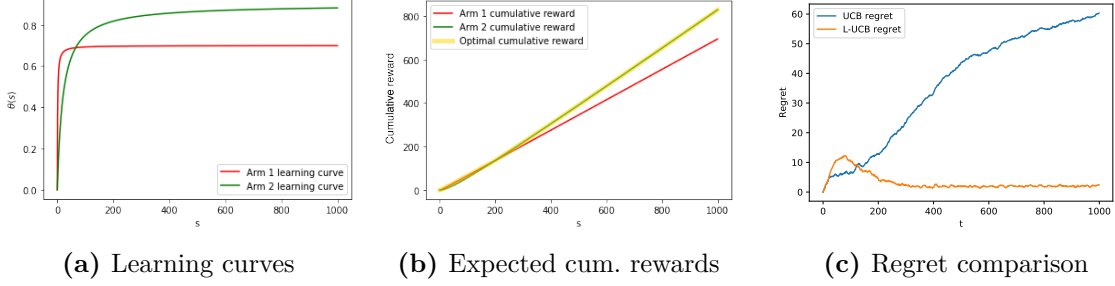 0.8
0.6
0.4
0.2
0.0
θ(s)
0
200
400
600
800
1000
s
Arm 1 learning curve
Arm 2 learning curve
(a) Learning curves
800
600
400
200
0
Cumulative reward
Arm 1 cumulative reward
Arm 2 cumulative reward
Optimal cumulative reward
0
200
400
600
800
1000
s
(b) Expected cum. rewards
60
50
40
30
20
10
0
Regret
UCB regret
L-UCB regret
0
200
400
600
800
1000
t
(c) Regret comparison